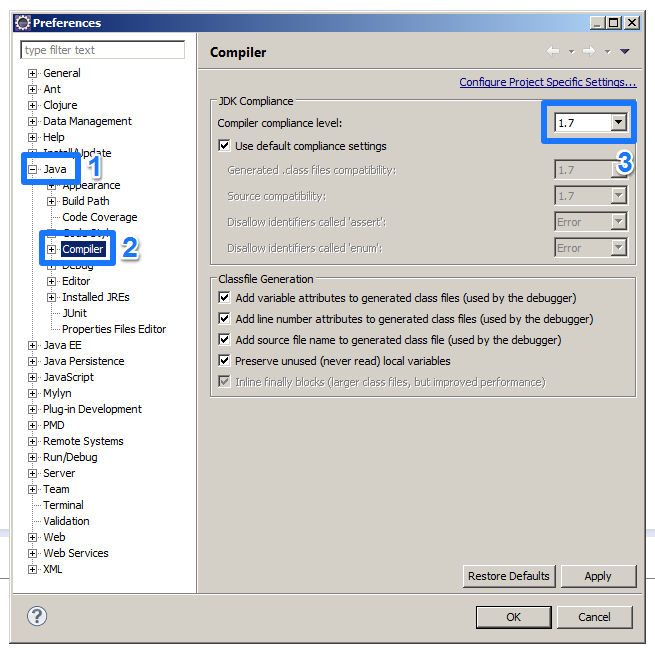 Preferences
type filter text
General
Ant
Clojure
Data Management
Help
Install/Update
Java 1
Appearance
Build Path
Code Coverage
Code Style
Compiler 2
Debug
Editor
Installed JREs
JUnit
Properties Files Editor
Java EE
Java Persistence
JavaScript
Mylyn
Plug-in Development
PMD
Remote Systems
Run/Debug
Server
Team
Terminal
Validation
Web
Web Services
XML
Compiler
Configure Project Specific Settings...
JDK Compliance
Compiler compliance level: 1.7
3
Use default compliance settings
Generated .class files compatibility: 1.7
Source compatibility: 1.7
Disallow identifiers called 'assert': Error
Disallow identifiers called 'enum': Error
Classfile Generation
Add variable attributes to generated class files (used by the debugger)
Add line number attributes to generated class files (used by the debugger)
Add source file name to generated class file (used by the debugger)
Preserve unused (never read) local variables
Inline finally blocks (larger class files, but improved performance)
Restore Defaults Apply
? OK Cancel